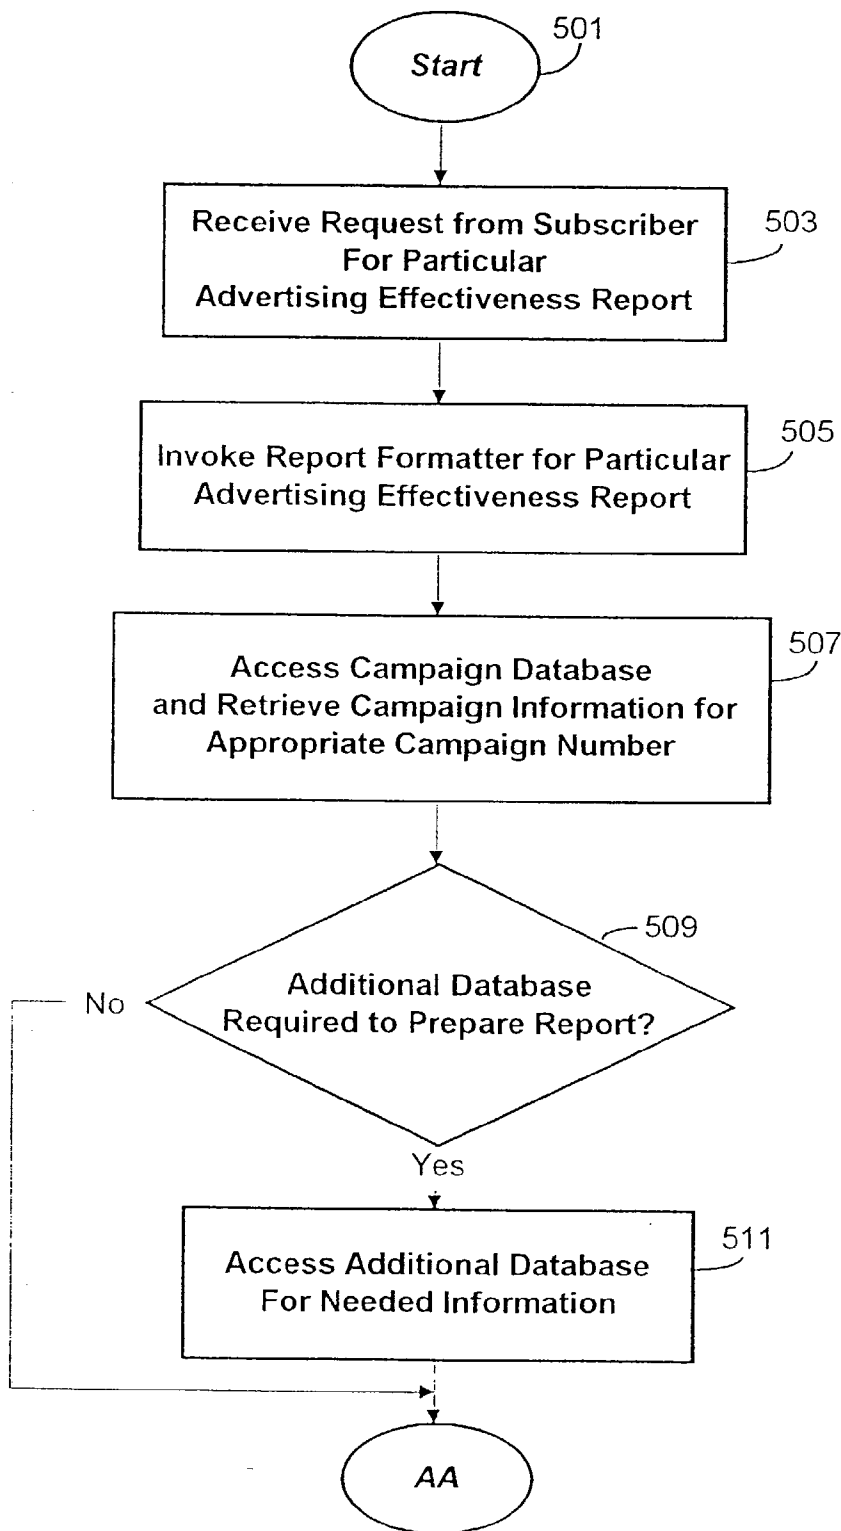 Start
501
Receive Request from Subscriber
For Particular
Advertising Effectiveness Report
503
Invoke Report Formatter for Particular
Advertising Effectiveness Report
505
Access Campaign Database
and Retrieve Campaign Information for
Appropriate Campaign Number
507
Additional Database
Required to Prepare Report?
509
No
Yes
Access Additional Database
For Needed Information
511
AA